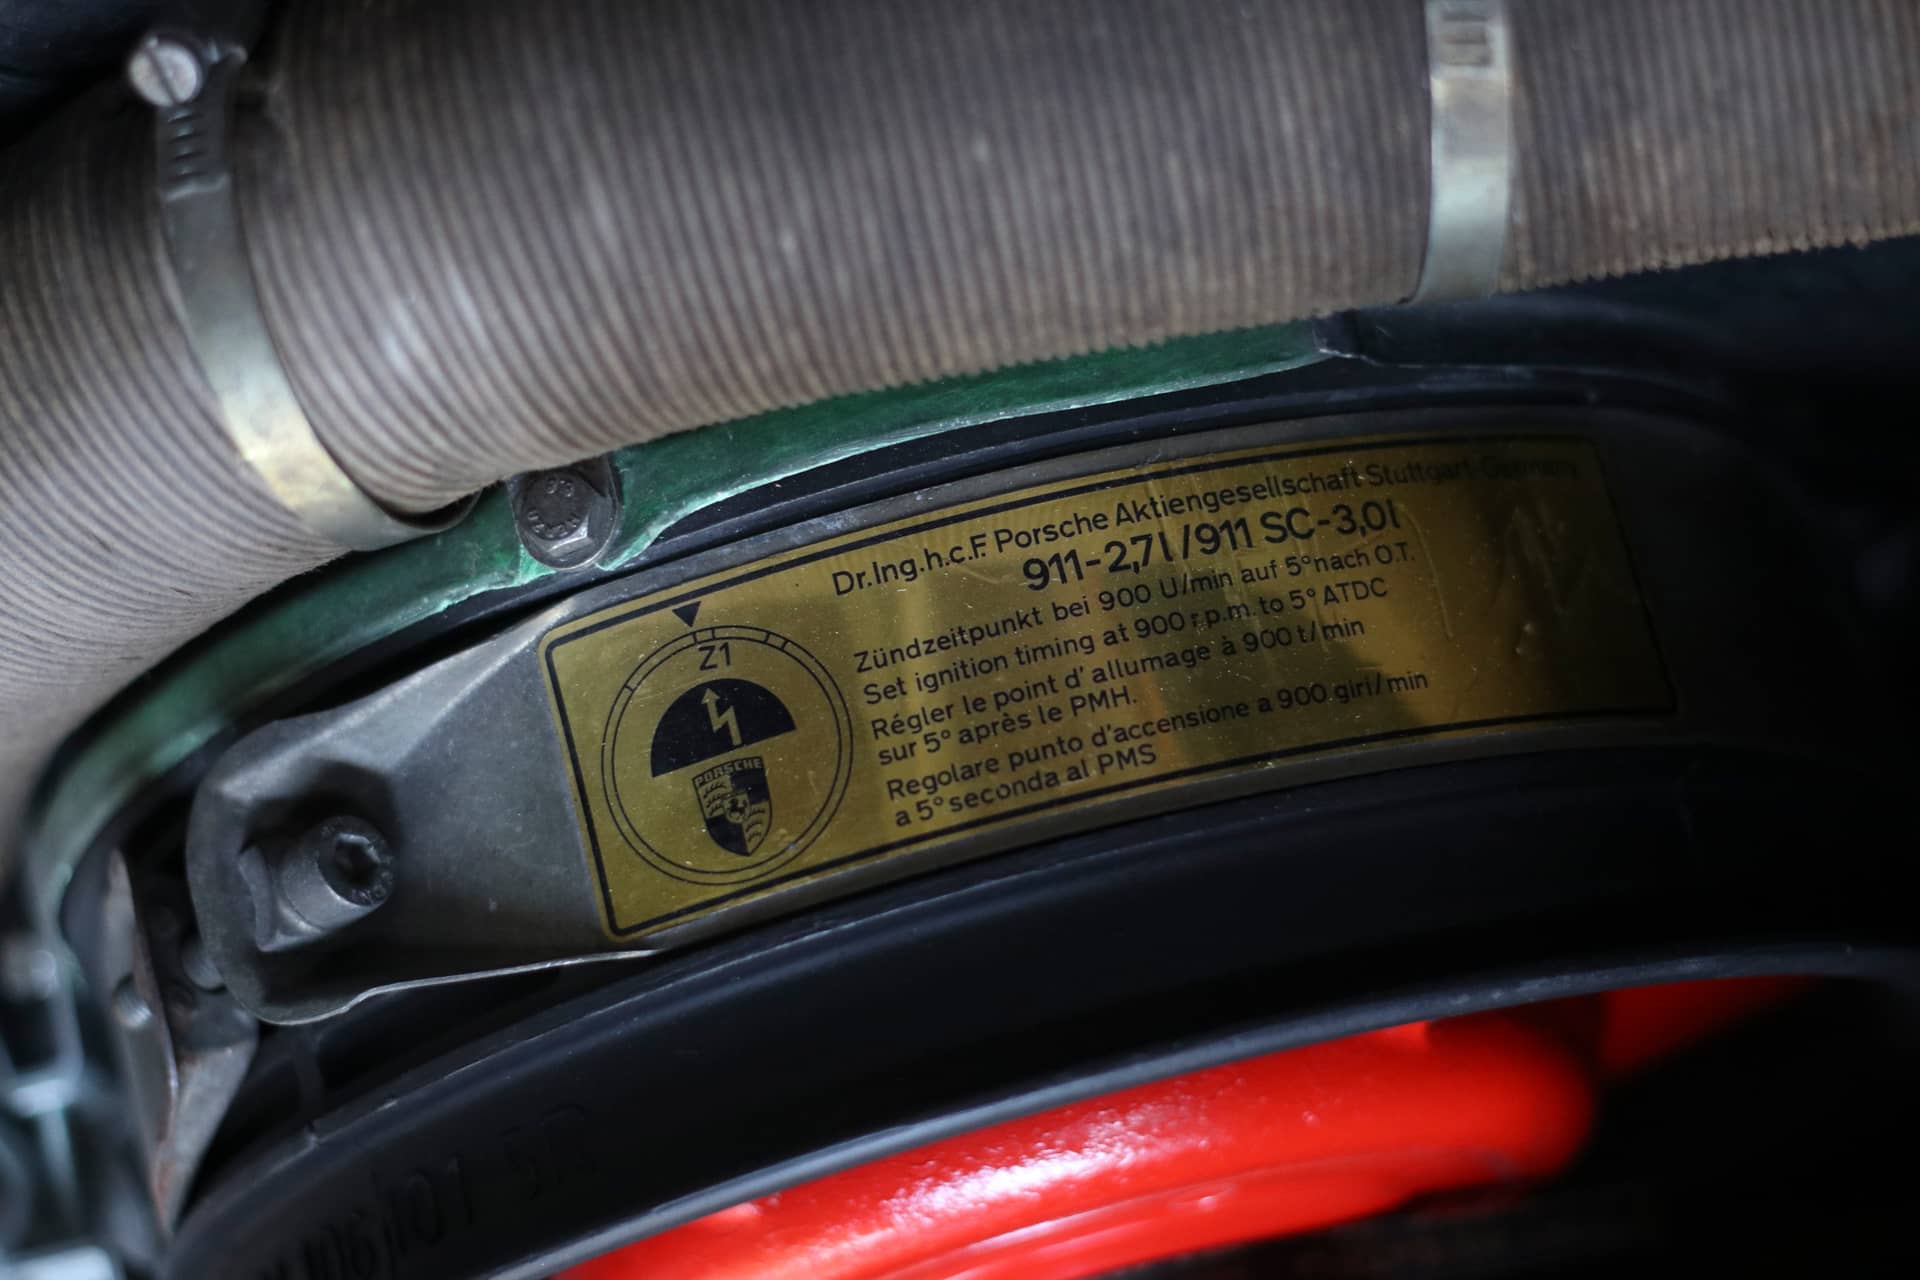 Dr.Ing.h.c.F. Porsche Aktiengesellschaft Stuttgart-Germany
911-2,7l/911 SC-3,0l
Zündzeitpunkt bei 900 U/min auf 5° nach O.T.
Set ignition timing at 900 r.p.m. to 5° ATDC
Régler le point d'allumage à 900 t/min
sur 5° après le PMH.
Regolare punto d'accensione a 900 giri/min
a 5° seconda al PMS
Z1
PORSCHE
8.8